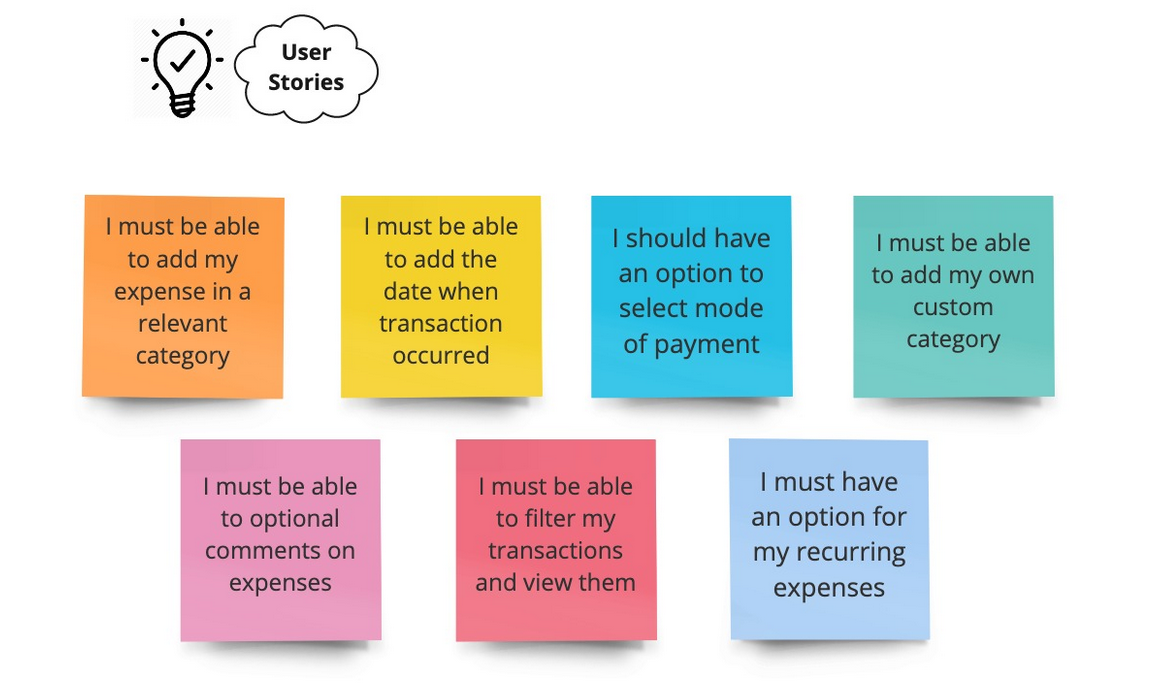 User
Stories
I must be able
to add my
expense in a
relevant
category
I must be able
to add the
date when
transaction
occurred
I should have
an option to
select mode
of payment
I must be able
to add my own
custom
category
I must be able
to optional
comments on
expenses
I must be able
to filter my
transactions
and view them
I must have
an option for
my recurring
expenses